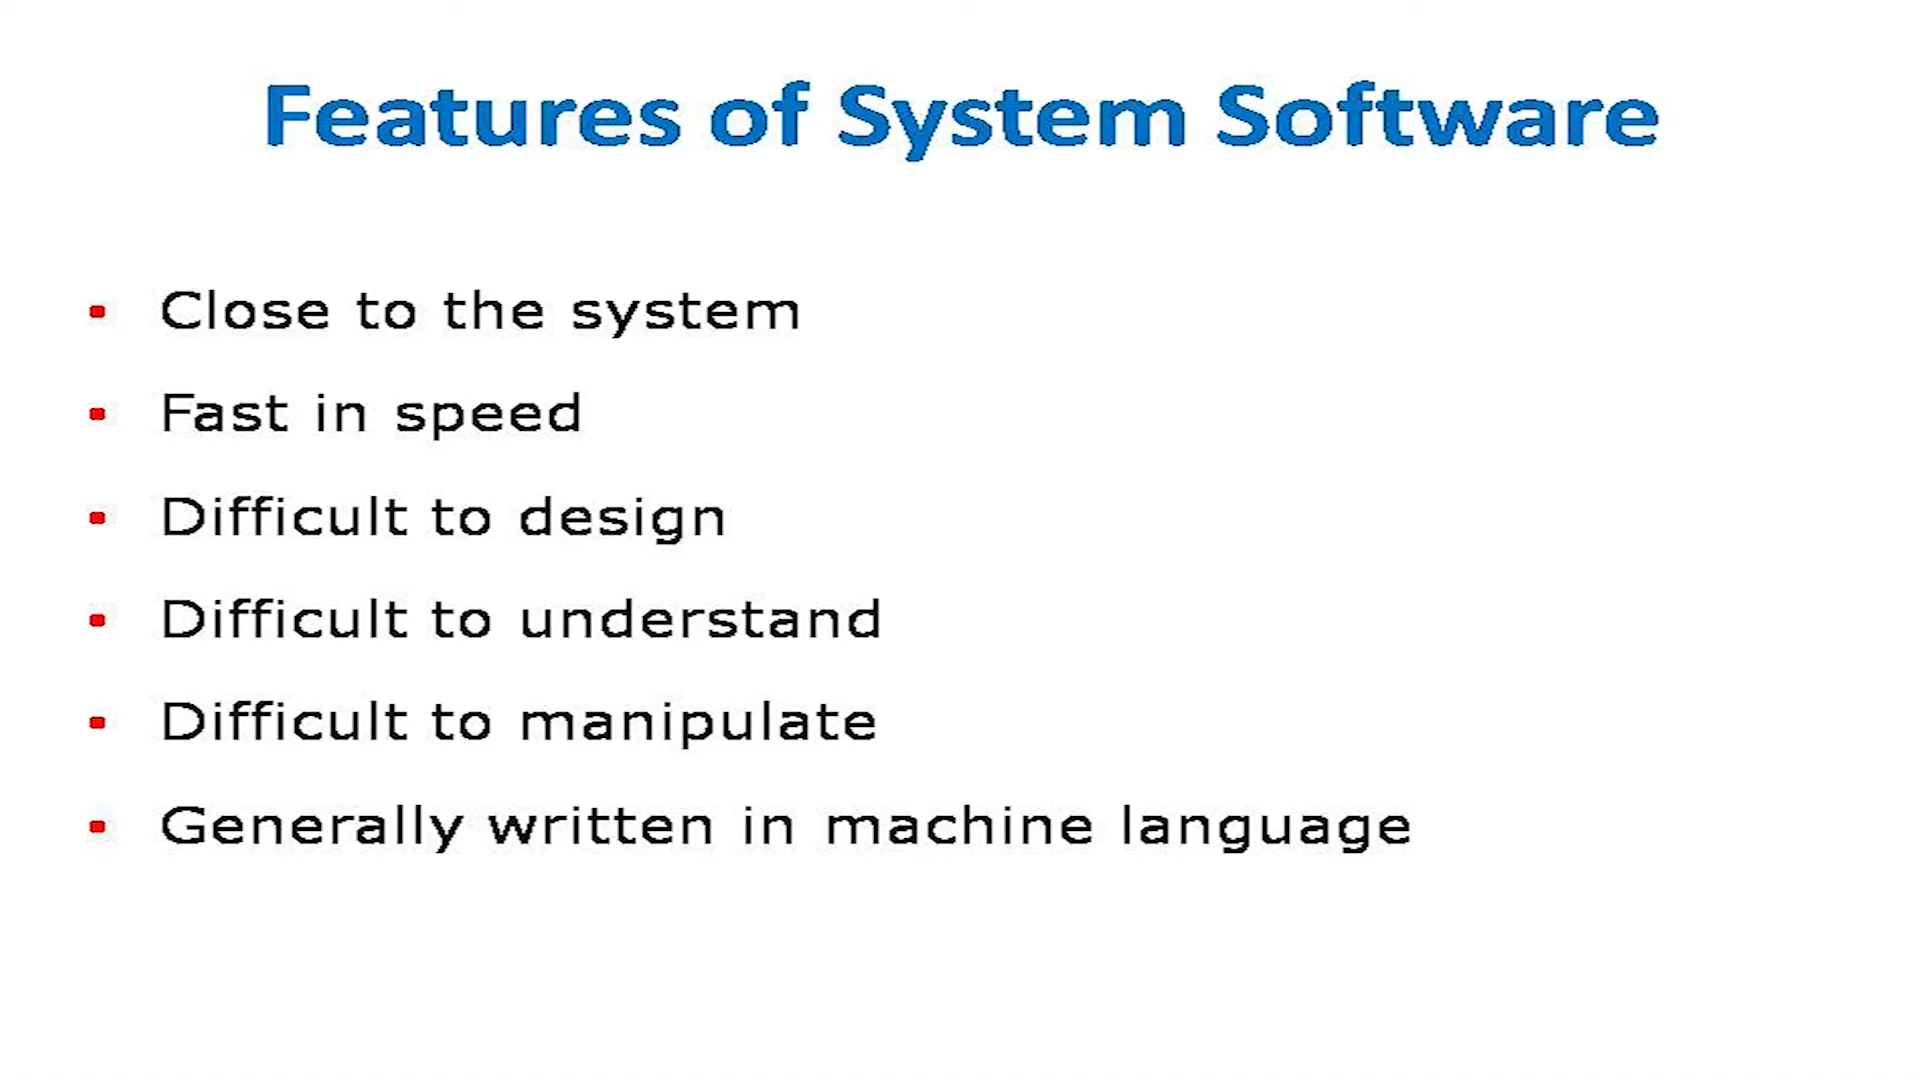 Features of System Software
Close to the system
Fast in speed
Difficult to design
Difficult to understand
Difficult to manipulate
Generally written in machine language